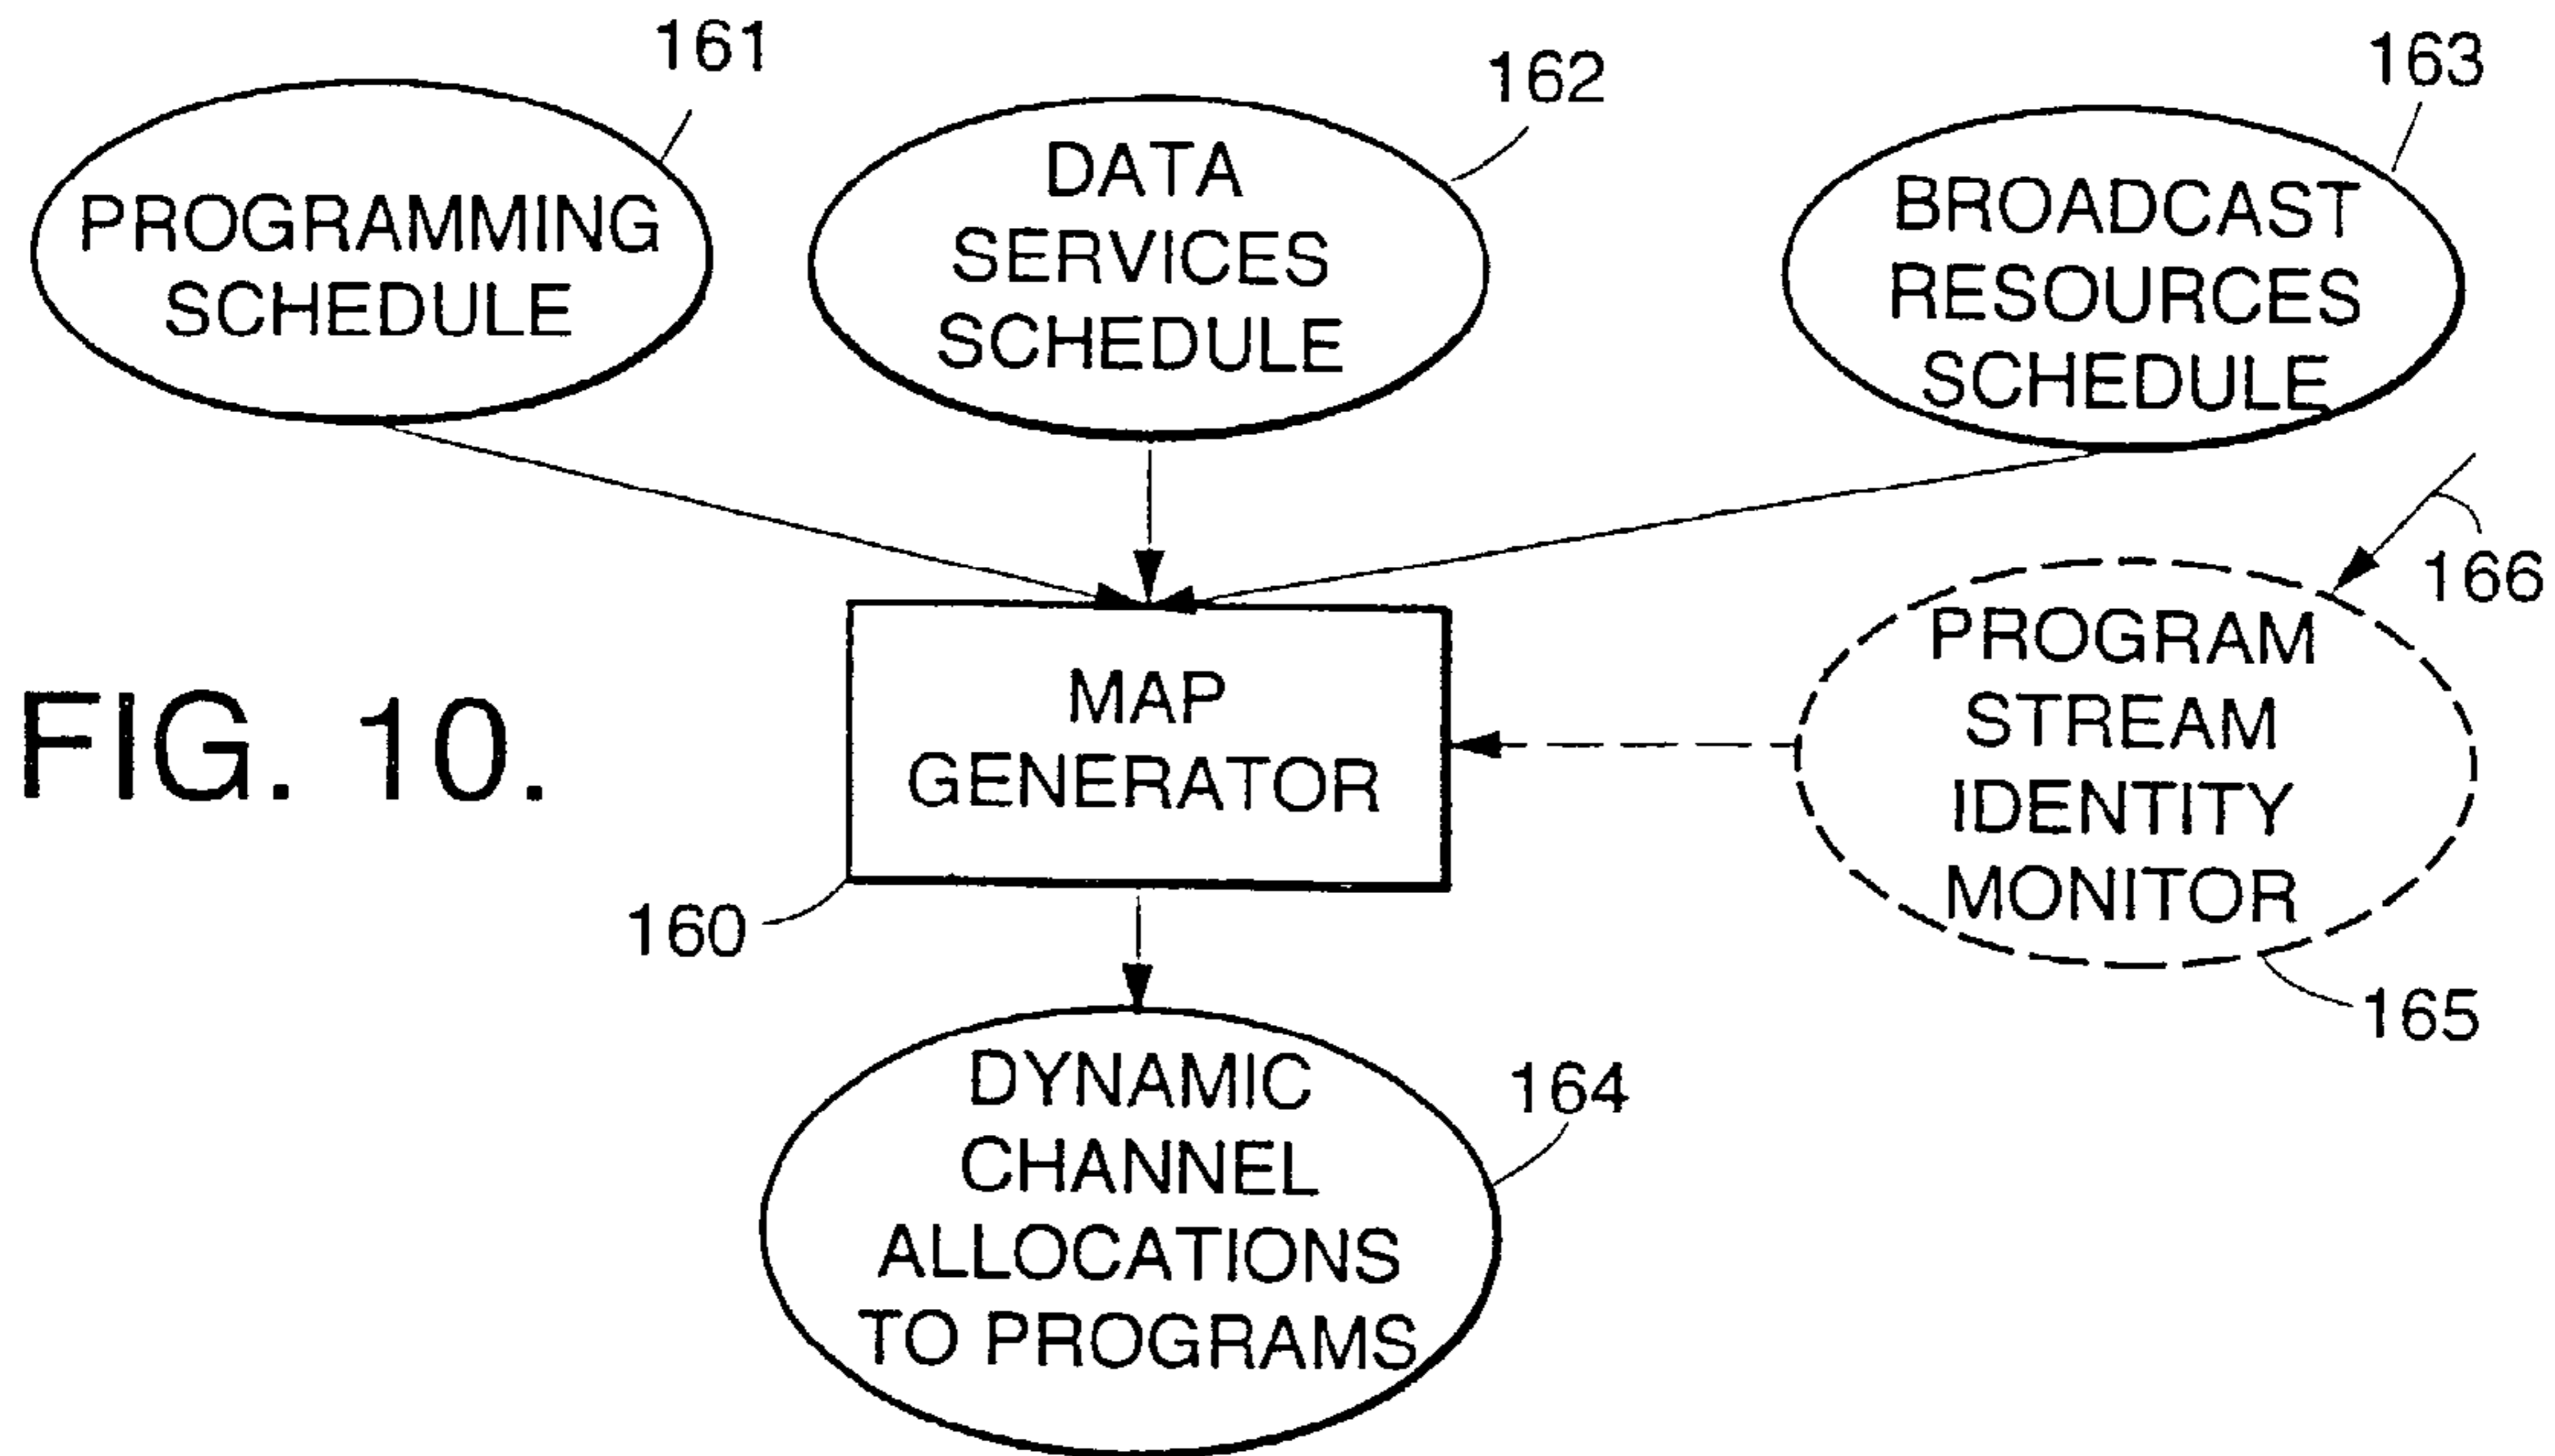 161
162
163
PROGRAMMING
SCHEDULE
DATA
SERVICES
SCHEDULE
BROADCAST
RESOURCES
SCHEDULE
166
FIG. 10.
MAP
GENERATOR
160
PROGRAM
STREAM
IDENTITY
MONITOR
165
DYNAMIC
CHANNEL
ALLOCATIONS
TO PROGRAMS
164